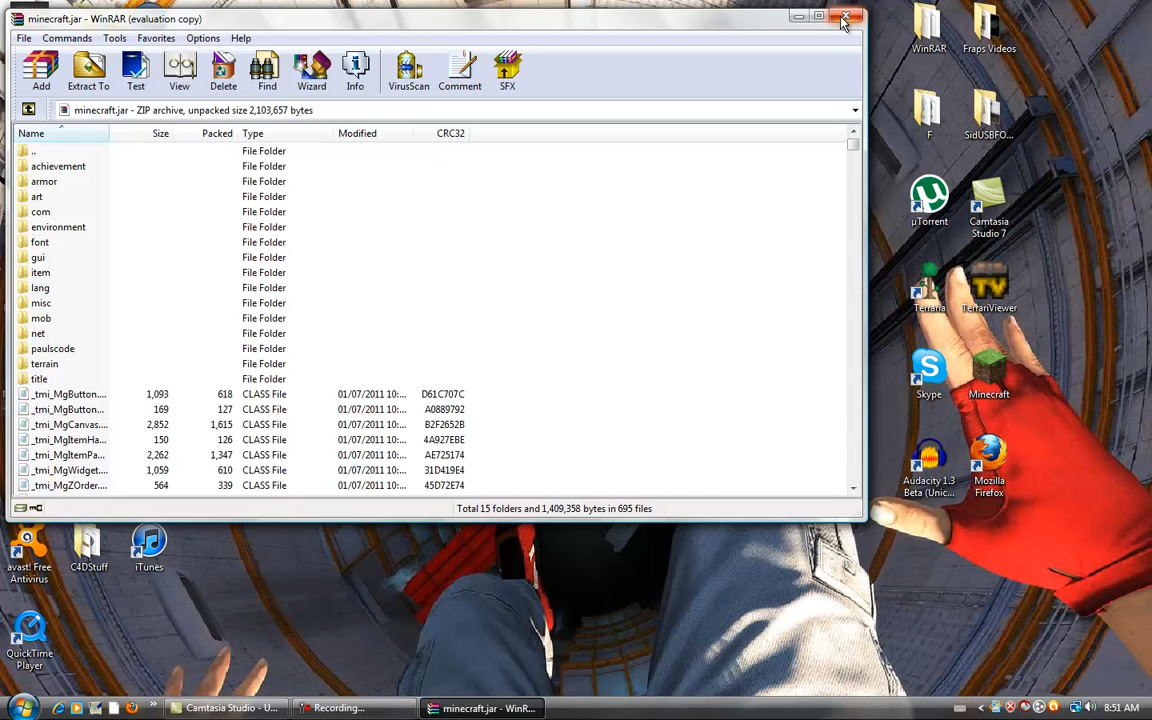 minecraft.jar - WinRAR (evaluation copy)
File Commands Tools Favorites Options Help
Add Extract To Test View Delete Find Wizard Info VirusScan Comment SFX
minecraft.jar - ZIP archive, unpacked size 2,103,657 bytes
Name Size Packed Type Modified CRC32
.. File Folder
achievement File Folder
armor File Folder
art File Folder
com File Folder
environment File Folder
font File Folder
gui File Folder
item File Folder
lang File Folder
misc File Folder
mob File Folder
net File Folder
paulscode File Folder
terrain File Folder
title File Folder
_tmi_MgButton.... 1,093 618 CLASS File 01/07/2011 10:... D61C707C
_tmi_MgButton... 169 127 CLASS File 01/07/2011 10:... A0889792
_tmi_MgCanvas.... 2,852 1,615 CLASS File 01/07/2011 10:... B2F2652B
_tmi_MgItemHa... 150 126 CLASS File 01/07/2011 10:... 4A927EBE
_tmi_MgItemPa... 2,262 1,347 CLASS File 01/07/2011 10:... AE725174
_tmi_MgWidget.... 1,059 610 CLASS File 01/07/2011 10:... 31D419E4
_tmi_MgZOrder.... 564 339 CLASS File 01/07/2011 10:... 45D72E74
Total 15 folders and 1,409,358 bytes in 695 files
WinRAR Fraps Videos
F SidUSBFO...
µTorrent Camtasia
Studio 7
Terraria TerrariViewer
Skype Minecraft
Audacity 1.3
Beta (Unic...
Mozilla
Firefox
avast! Free
Antivirus
C4DStuff iTunes
QuickTime
Player
Camtasia Studio - U... Recording... minecraft.jar - WinR... 8:51 AM